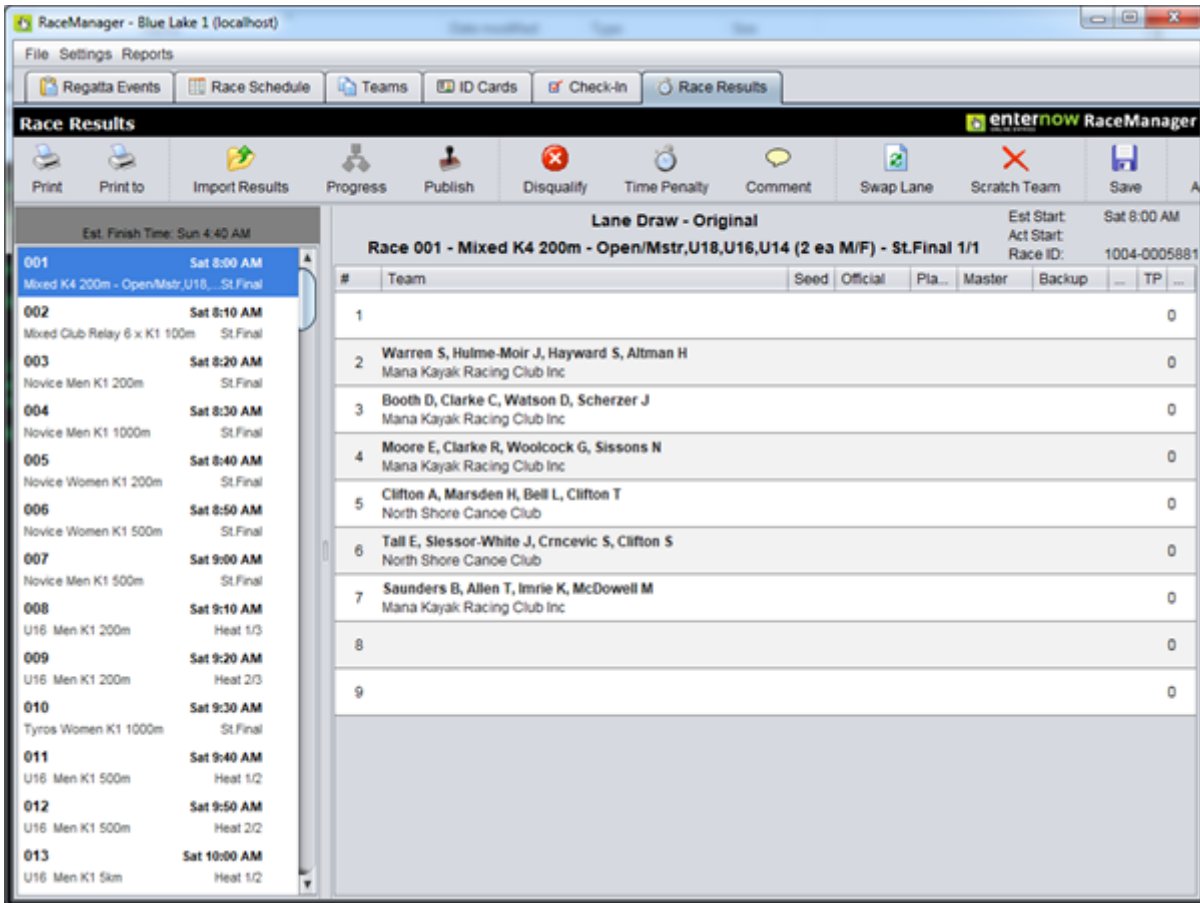 RaceManager - Blue Lake 1 (localhost)
File Settings Reports
Regatta Events Race Schedule Teams ID Cards Check-In Race Results
Race Results
enternow RaceManager
Print Print to Import Results Progress Publish Disqualify Time Penalty Comment Swap Lane Scratch Team Save A
Est. Finish Time: Sun 4:40 AM
001 Sat 8:00 AM
Mixed K4 200m - Open/Mstr,U18,...St.Final
002 Sat 8:10 AM
Mixed Club Relay 6 x K1 100m St.Final
003 Sat 8:20 AM
Novice Men K1 200m St.Final
004 Sat 8:30 AM
Novice Men K1 1000m St.Final
005 Sat 8:40 AM
Novice Women K1 200m St.Final
006 Sat 8:50 AM
Novice Women K1 500m St.Final
007 Sat 9:00 AM
Novice Men K1 500m St.Final
008 Sat 9:10 AM
U16 Men K1 200m Heat 1/3
009 Sat 9:20 AM
U16 Men K1 200m Heat 2/3
010 Sat 9:30 AM
Tyros Women K1 1000m St.Final
011 Sat 9:40 AM
U16 Men K1 500m Heat 1/2
012 Sat 9:50 AM
U16 Men K1 500m Heat 2/2
013 Sat 10:00 AM
U16 Men K1 5km Heat 1/2
Lane Draw - Original
Race 001 - Mixed K4 200m - Open/Mstr,U18,U16,U14 (2 ea M/F) - St.Final 1/1
Est Start: Sat 8:00 AM
Act Start:
Race ID: 1004-0005881
# Team Seed Official Pla... Master Backup ... TP ...
1 0
2 Warren S, Hulme-Moir J, Hayward S, Altman H 0
Mana Kayak Racing Club Inc
3 Booth D, Clarke C, Watson D, Scherzer J 0
Mana Kayak Racing Club Inc
4 Moore E, Clarke R, Woolcock G, Sissons N 0
Mana Kayak Racing Club Inc
5 Clifton A, Marsden H, Bell L, Clifton T 0
North Shore Canoe Club
6 Tall E, Slessor-White J, Crncevic S, Clifton S 0
North Shore Canoe Club
7 Saunders B, Allen T, Imrie K, McDowell M 0
Mana Kayak Racing Club Inc
8 0
9 0